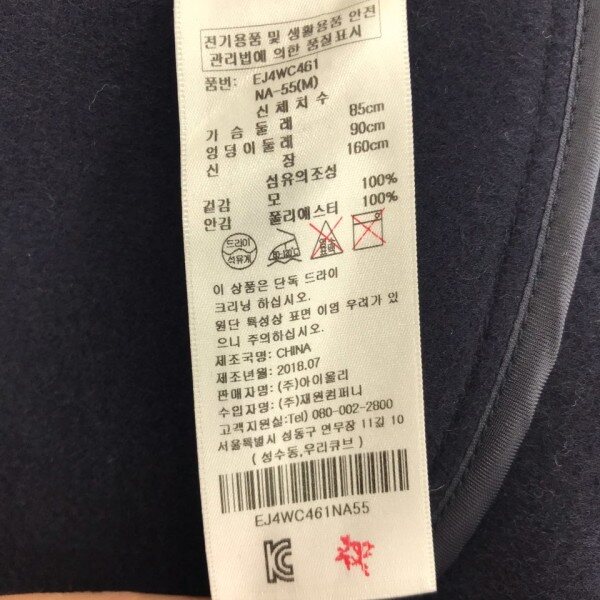 전기용품 및 생활용품 안전
관리법에 의한 품질표시
품번: EJ4WC461
NA-55(M)
신체치수
가슴둘레 85cm
엉덩이둘레 90cm
신장 160cm
섬유의조성
겉감 모 100%
안감 폴리에스터 100%
드라이
석유계
이 상품은 단독 드라이
크리닝 하십시오.
원단 특성상 표면 이염 우려가 있
으니 주의하십시오.
제조국명: CHINA
제조년월: 2018.07
판매자명: (주)아이올리
수입자명: (주)재원컴퍼니
고객지원실:Tel) 080-002-2800
서울특별시 성동구 연무장 11길 10
(성수동,우리큐브)
EJ4WC461NA55